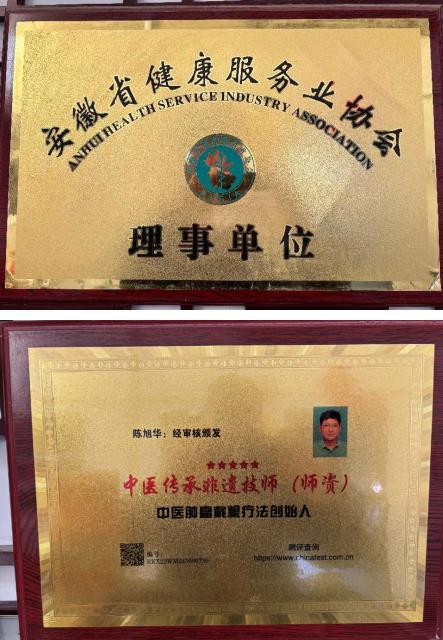 安徽省健康服务业协会
ANHUI HEALTH SERVICE INDUSTRY ASSOCIATION
理事单位
陈旭华：经审核颁发
★★★★★
中医传承非遗技师（师资）
中医肿瘤戴根疗法创始人
编号：
测评查询
https://www.chinatest.com.cn